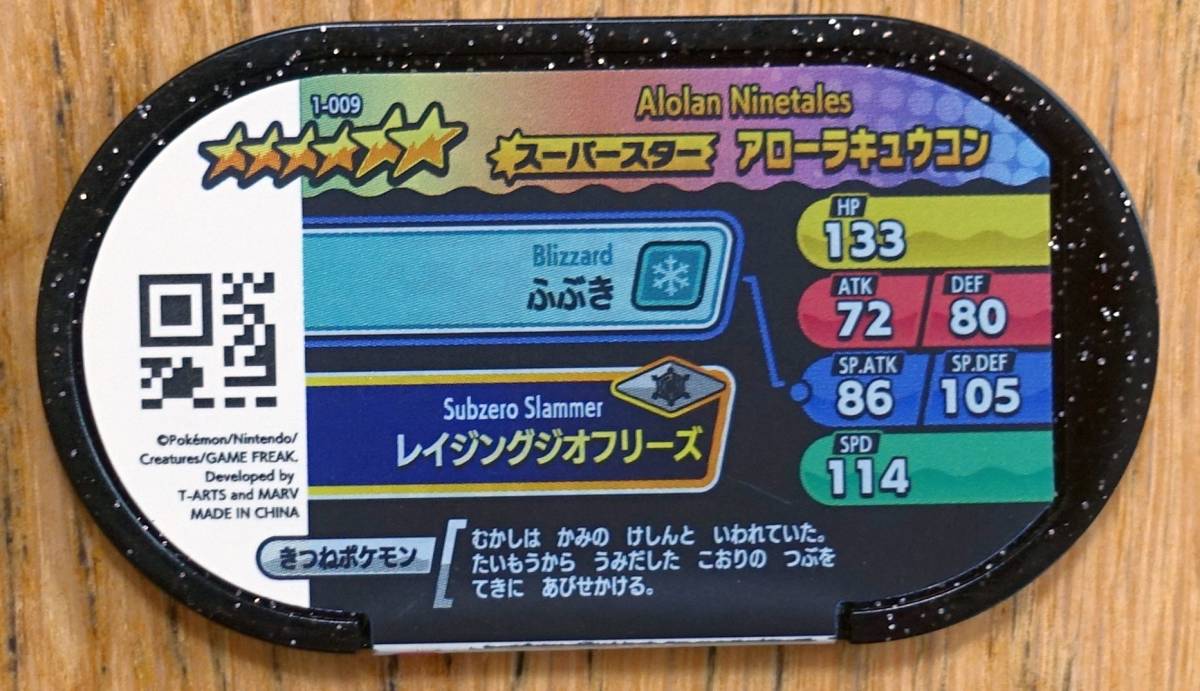 1-009
Alolan Ninetales
スーパースター アローラキュウコン
Blizzard
ふぶき
Subzero Slammer
レイジングジオフリーズ
HP
133
ATK DEF
72 80
SP.ATK SP.DEF
86 105
SPD
114
©Pokémon/Nintendo/
Creatures/GAME FREAK.
Developed by
T-ARTS and MARV
MADE IN CHINA
きつねポケモン
むかしは かみの けしんと いわれていた。
たいもうから うみだした こおりの つぶを
てきに あびせかける。